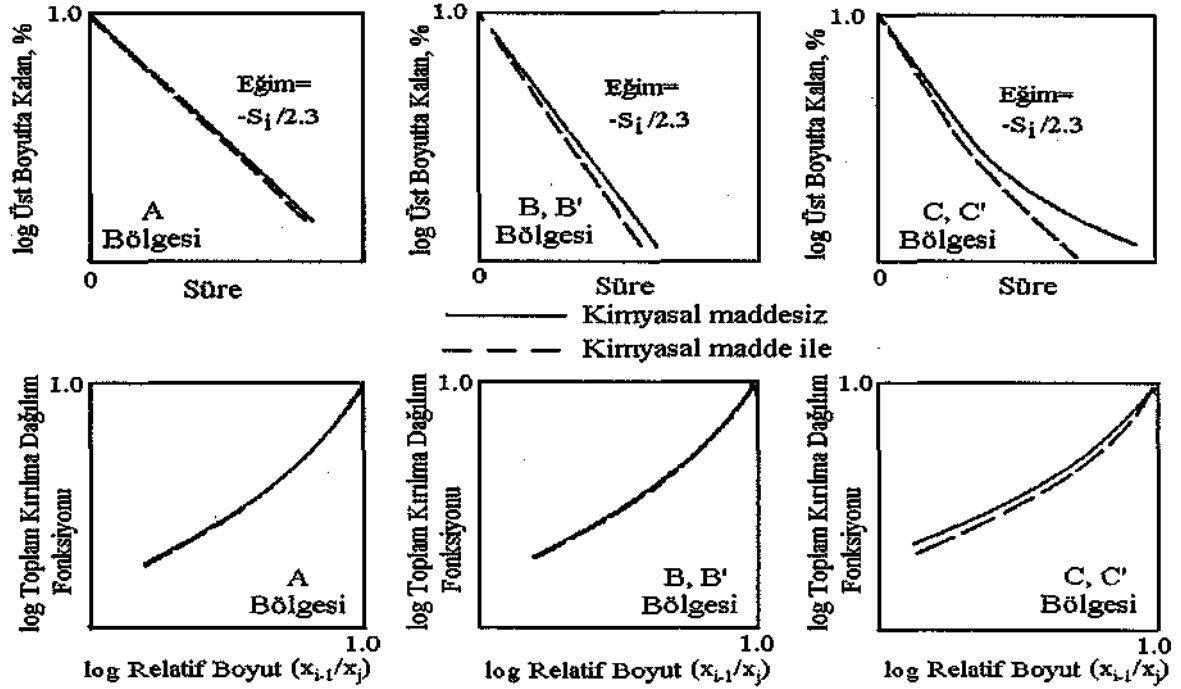 1.0
log Üst Boyutta Kalan, %
Eğim=
-Si/2.3
A
Bölgesi
0
Süre
1.0
log Üst Boyutta Kalan, %
Eğim=
-Si/2.3
B, B'
Bölgesi
0
Süre
1.0
log Üst Boyutta Kalan, %
Eğim=
-Si/2.3
C, C'
Bölgesi
0
Süre
Kimyasal maddesiz
Kimyasal madde ile
1.0
log Toplam Kırılma Dağılım
Fonksiyonu
A
Bölgesi
1.0
log Relatif Boyut (xi-1/xj)
1.0
log Toplam Kırılma Dağılım
Fonksiyonu
B, B'
Bölgesi
1.0
log Relatif Boyut (xi-1/xj)
1.0
log Toplam Kırılma Dağılım
Fonksiyonu
C, C'
Bölgesi
1.0
log Relatif Boyut (xi-1/xj)